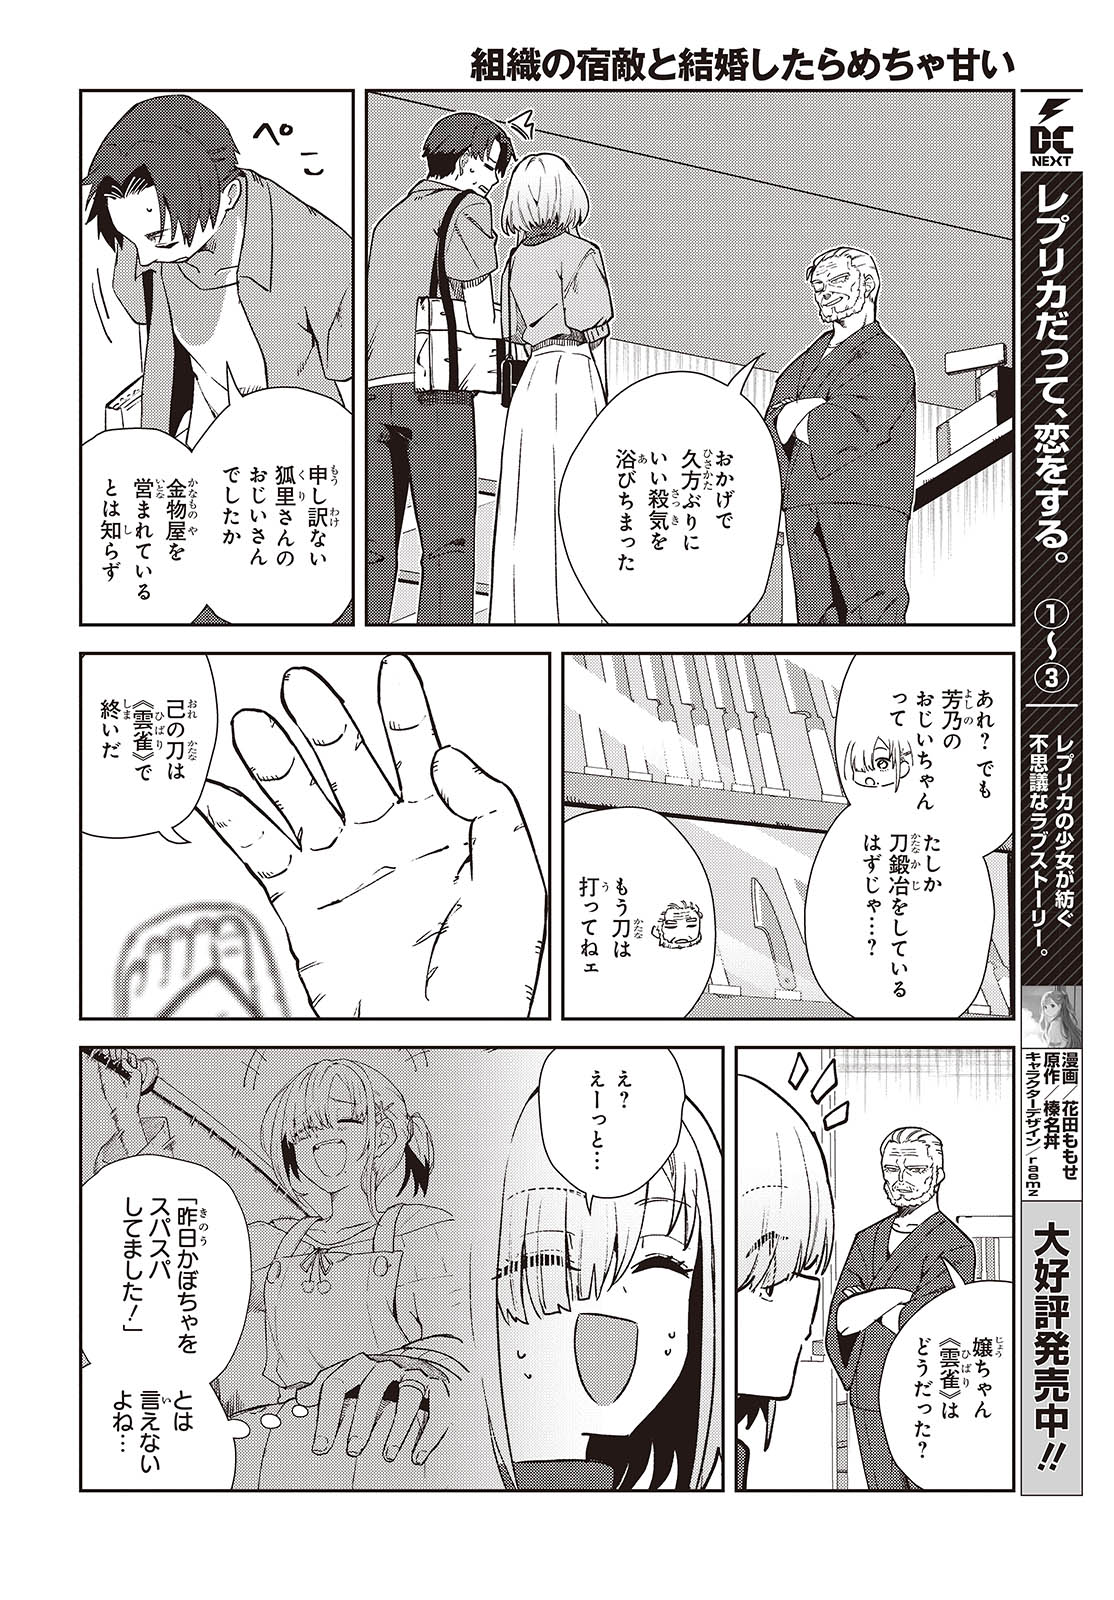 組織の宿敵と結婚したらめちゃ甘い
おかげで
久方ぶりに
いい殺気を
浴びちまった
ペこ
申し訳ない
狐里さんの
おじいさん
でしたか
金物屋を
営まれている
とは知らず
あれ？でも
芳乃の
おじいちゃん
って
たしか
刀鍛冶をしている
はずじゃ…？
もう刀は
打ってねェ
己の刀は
《雲雀》で
終いだ
嬢ちゃん
《雲雀》は
どうだった？
え？
えーっと…
「昨日かぼちゃを
スパスパ
してました！」
とは
言えない
よね…
DC
NEXT
レプリカだって、恋をする。 ①〜③
レプリカの少女が紡ぐ
不思議なラブストーリー。
漫画／花田ももせ
原作／榛名丼
キャラクターデザイン／raemz
大好評発売中!!